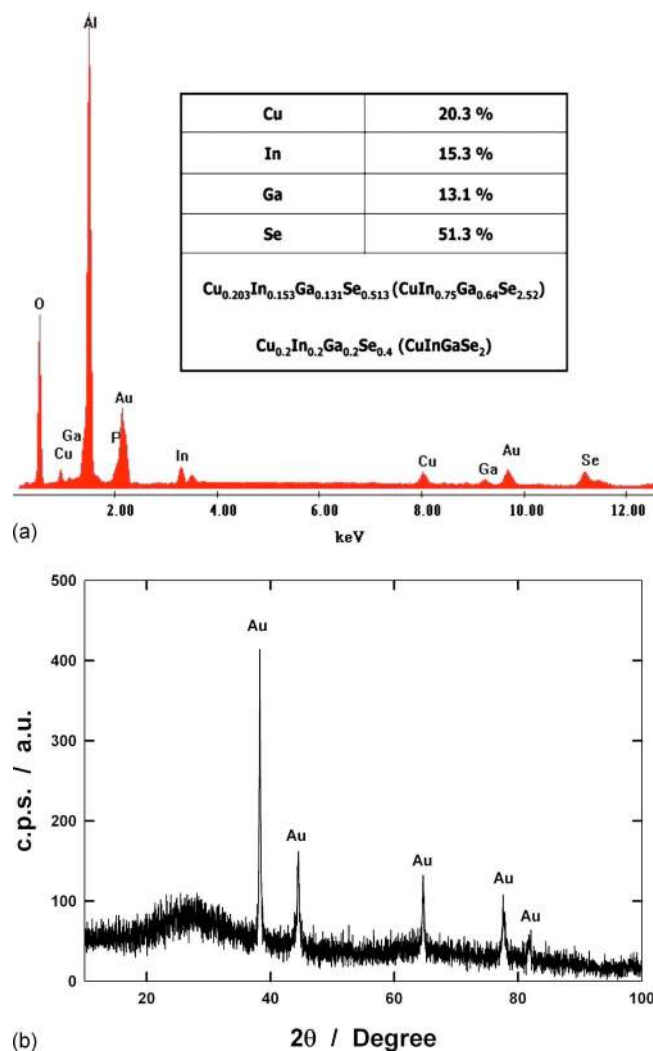 Al
Cu 20.3 %
In 15.3 %
Ga 13.1 %
Se 51.3 %
Cu0.203In0.153Ga0.131Se0.513 (CuIn0.75Ga0.64Se2.52)
Cu0.2In0.2Ga0.2Se0.4 (CuInGaSe2)
O
Au
Ga
P
Cu
In
Cu
Ga
Au
Se
2.00 4.00 6.00 8.00 10.00 12.00
keV
(a)
500
400
300
200
100
0
c.p.s. / a.u.
Au
Au
Au
Au
Au
20 40 60 80 100
2θ / Degree
(b)